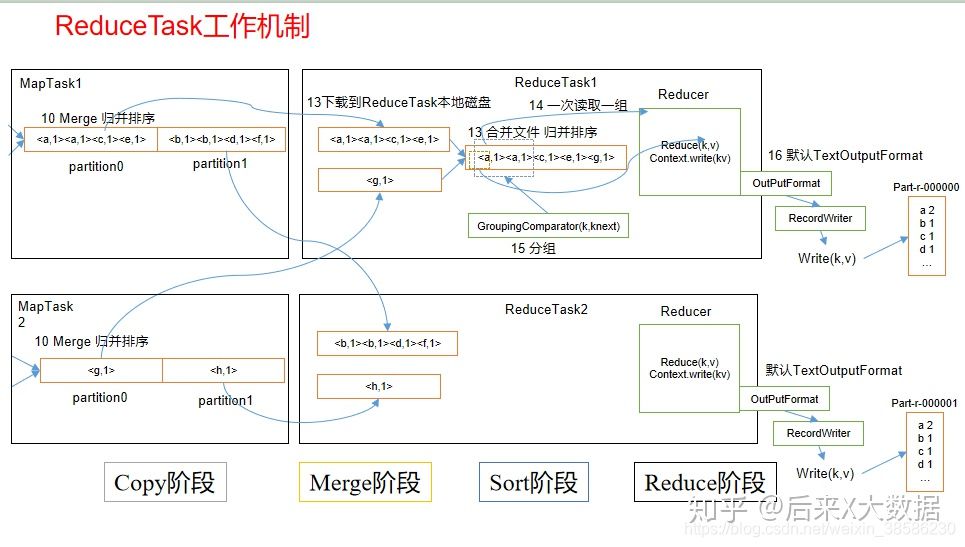 ReduceTask工作机制
MapTask1
10 Merge 归并排序
<a,1><a,1><c,1><e,1>
<b,1><b,1><d,1><f,1>
partition0
partition1
ReduceTask1
13下载到ReduceTask本地磁盘
14 一次读取一组
<a,1><a,1><c,1><e,1>
13 合并文件 归并排序
<a,1><a,1><c,1><e,1><g,1>
<g,1>
GroupingComparator(k,knext)
15 分组
Reducer
Reduce(k,v)
Context.write(kv)
16 默认TextOutputFormat
OutPutFormat
RecordWriter
Write(k,v)
Part-r-000000
a 2
b 1
c 1
d 1
...
MapTask
2
10 Merge 归并排序
<g,1>
<h,1>
partition0
partition1
ReduceTask2
<b,1><b,1><d,1><f,1>
<h,1>
Reducer
Reduce(k,v)
Context.write(kv)
默认TextOutputFormat
OutPutFormat
RecordWriter
Write(k,v)
Part-r-000001
a 2
b 1
c 1
d 1
...
Copy阶段
Merge阶段
Sort阶段
Reduce阶段
知乎 @后来X大数据
https://blog.csdn.net/weixin_38586230